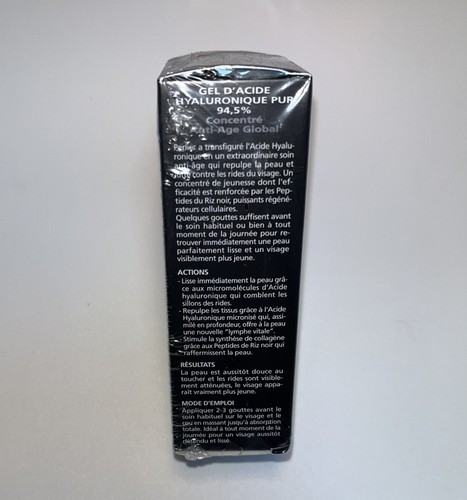 GEL D'ACIDE
HYALURONIQUE PUR
94,5%
Concentré
Anti-Age Global
Perlier a transfiguré l'Acide Hyalu-
ronique en un extraordinaire soin
anti-âge qui repulpe la peau et
agit contre les rides du visage. Un
concentré de jeunesse dont l'ef-
ficacité est renforcée par les Pep-
tides du Riz noir, puissants régéné-
rateurs cellulaires.
Quelques gouttes suffisent avant
le soin habituel ou bien à tout
moment de la journée pour re-
trouver immédiatement une peau
parfaitement lisse et un visage
visiblement plus jeune.
ACTIONS
- Lisse immédiatement la peau grâ-
ce aux micromolécules d'Acide
hyaluronique qui comblent les
sillons des rides.
- Repulpe les tissus grâce à l'Acide
Hyaluronique micronisé qui, assi-
milé en profondeur, offre à la peau
une nouvelle "lymphe vitale".
- Stimule la synthèse de collagène
grâce aux Peptides de Riz noir qui
raffermissent la peau.
RÉSULTATS
La peau est aussitôt douce au
toucher et les rides sont visible-
ment atténuées, le visage appa-
raît vraiment plus jeune.
MODE D'EMPLOI
Appliquer 2-3 gouttes avant le
soin habituel sur le visage et le
cou en massant jusqu'à absorption
totale. Idéal à tout moment de la
journée pour un visage aussitôt
détendu et lissé.